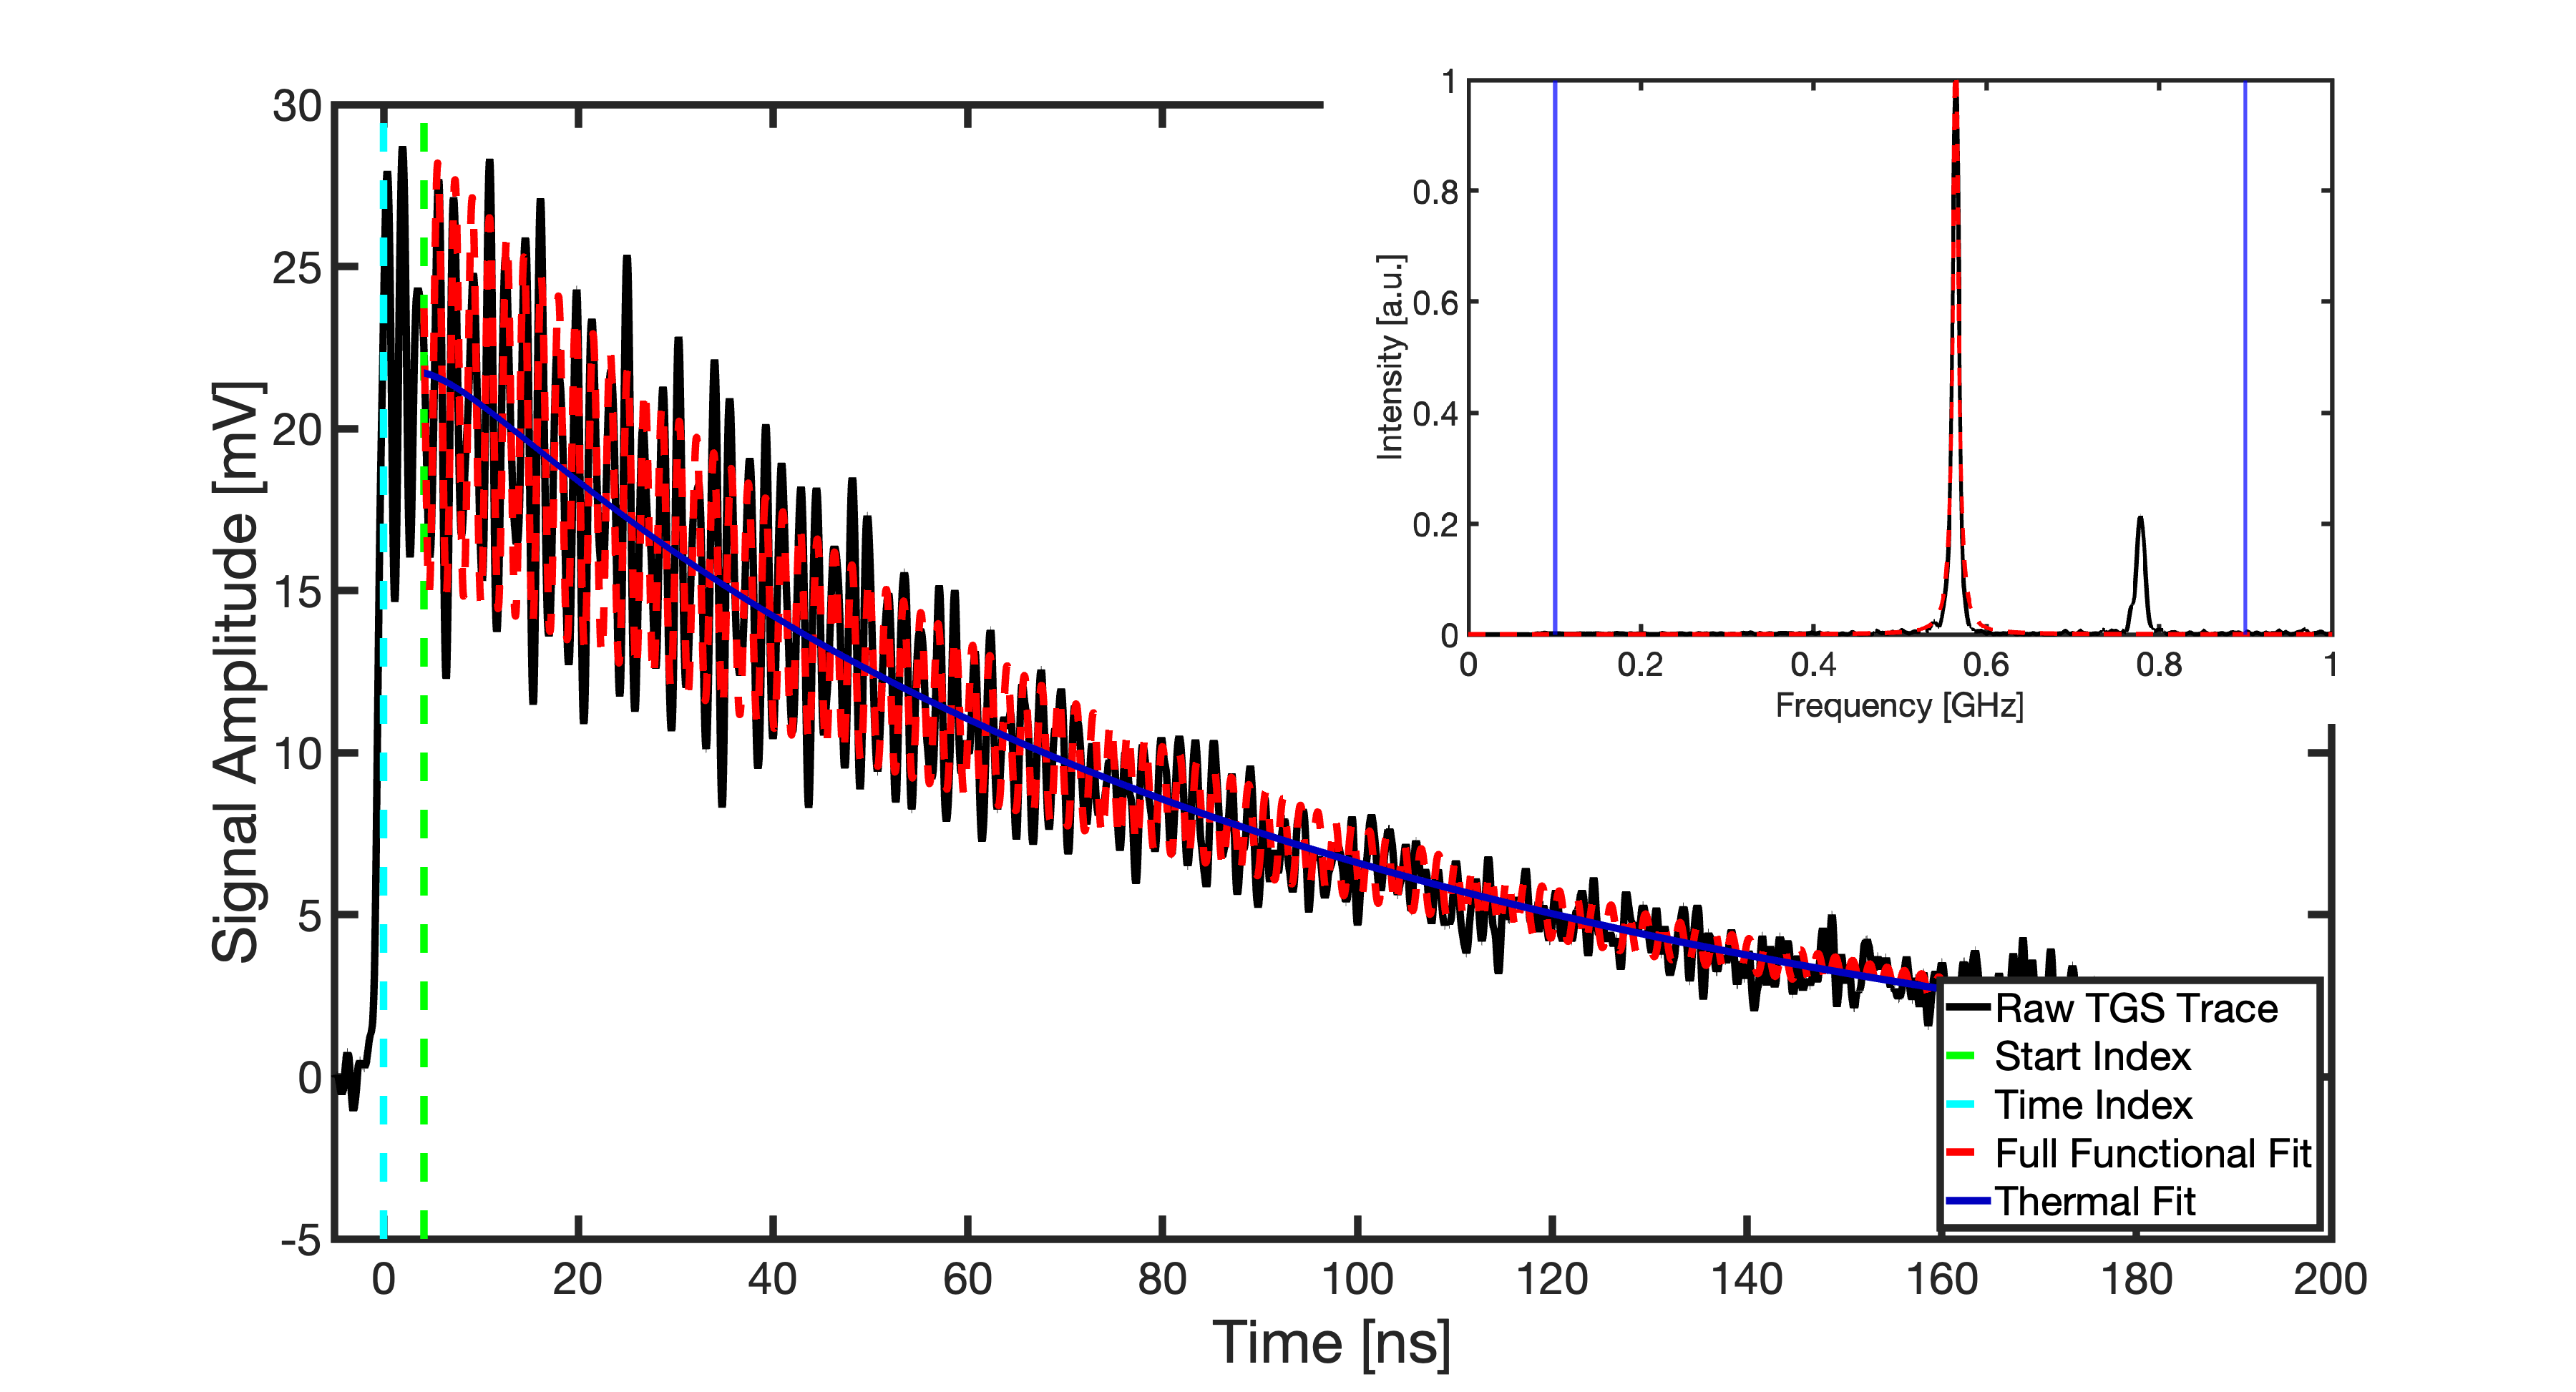 30
25
20
15
10
5
0
-5
Signal Amplitude [mV]
0 20 40 60 80 100 120 140 160 180 200
Time [ns]
1
0.8
0.6
0.4
0.2
0
Intensity [a.u.]
0 0.2 0.4 0.6 0.8 1
Frequency [GHz]
Raw TGS Trace
Start Index
Time Index
Full Functional Fit
Thermal Fit